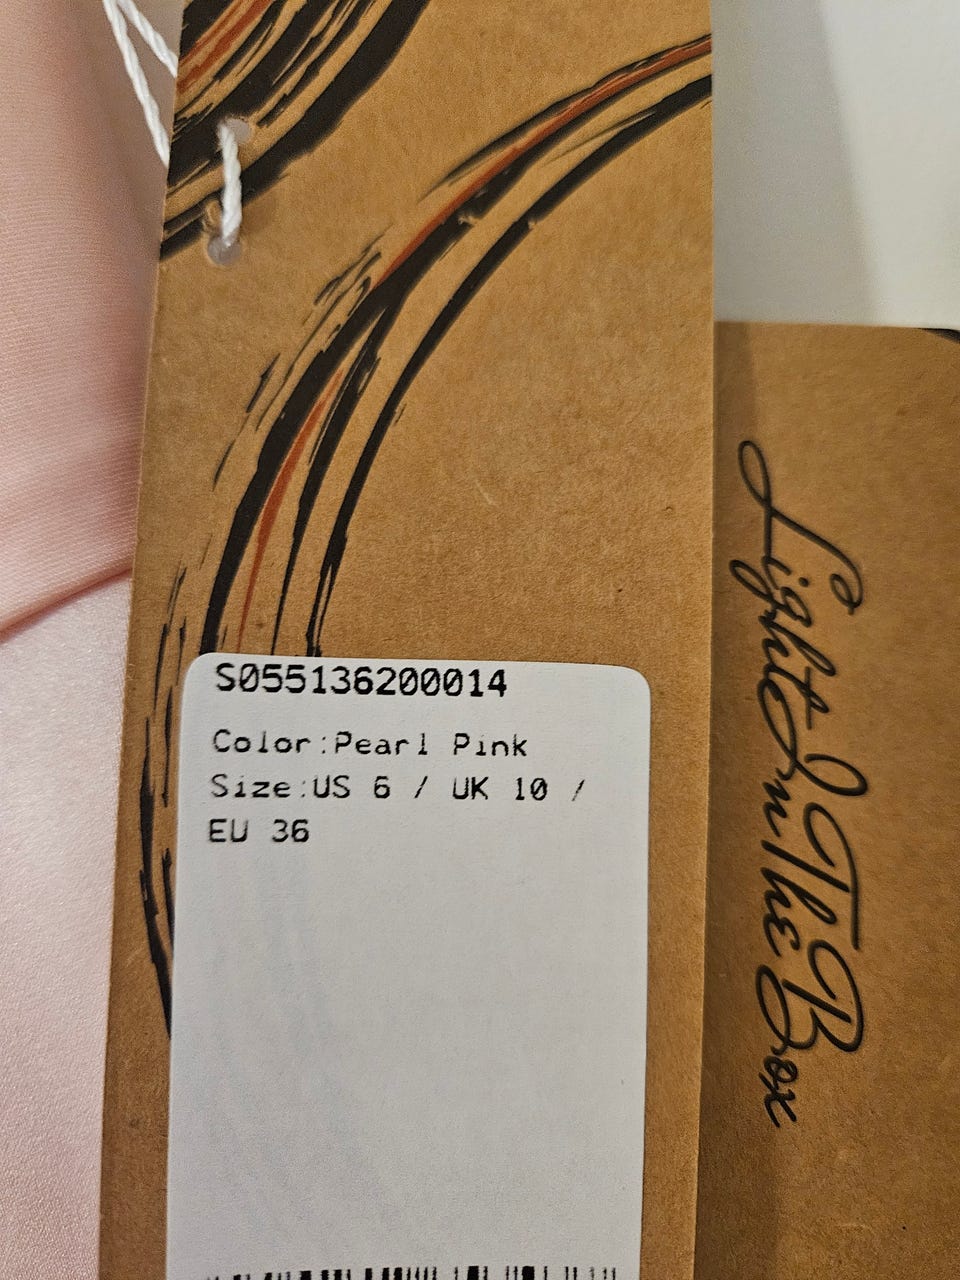 S055136200014
Color:Pearl Pink
Size:US 6 / UK 10 /
EU 36
LightInTheBox